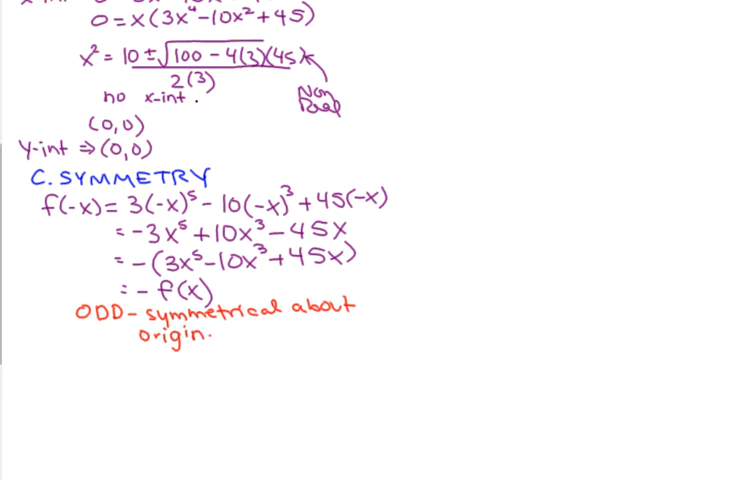 0 = x(3x⁴ - 10x² + 45)
x² = 10 ± √100 - 4(3)(45)
2(3)
Non Real
no x-int.
(0,0)
y-int ⇒ (0,0)
C. SYMMETRY
f(-x) = 3(-x)⁵ - 10(-x)³ + 45(-x)
= -3x⁵ + 10x³ - 45x
= -(3x⁵ - 10x³ + 45x)
= - f(x)
ODD - symmetrical about
origin.